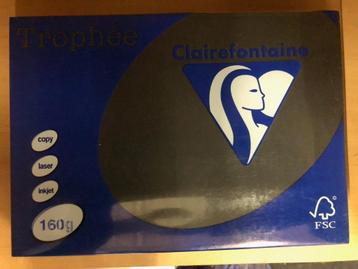 Trophée
Clairefontaine
copy
laser
inkjet
160g
FSC